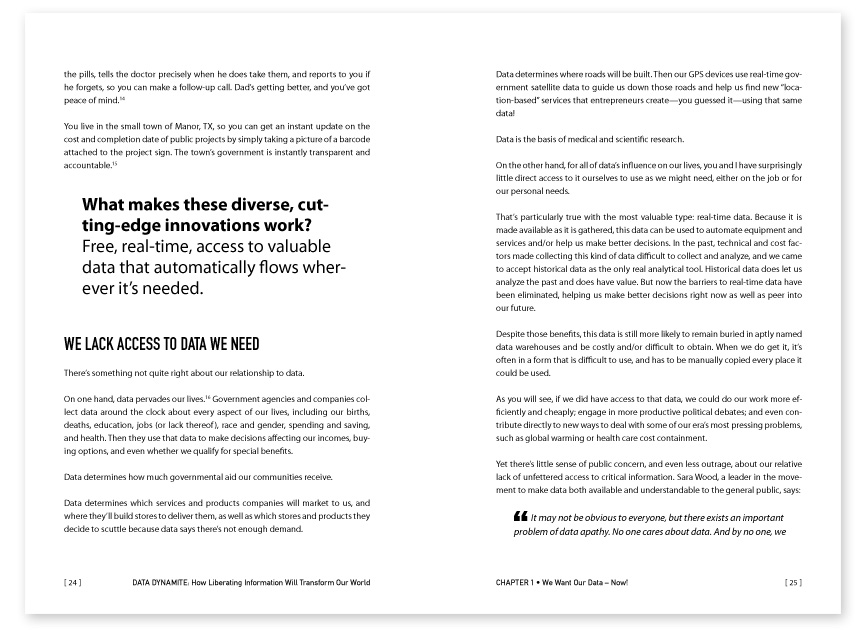 the pills, tells the doctor precisely when he does take them, and reports to you if
he forgets, so you can make a follow-up call. Dad's getting better, and you've got
peace of mind.14
You live in the small town of Manor, TX, so you can get an instant update on the
cost and completion date of public projects by simply taking a picture of a barcode
attached to the project sign. The town's government is instantly transparent and
accountable.15
What makes these diverse, cut-
ting-edge innovations work?
Free, real-time, access to valuable
data that automatically flows wher-
ever it's needed.
WE LACK ACCESS TO DATA WE NEED
There's something not quite right about our relationship to data.
On one hand, data pervades our lives.16 Government agencies and companies col-
lect data around the clock about every aspect of our lives, including our births,
deaths, education, jobs (or lack thereof), race and gender, spending and saving,
and health. Then they use that data to make decisions affecting our incomes, buy-
ing options, and even whether we qualify for special benefits.
Data determines how much governmental aid our communities receive.
Data determines which services and products companies will market to us, and
where they'll build stores to deliver them, as well as which stores and products they
decide to scuttle because data says there's not enough demand.
[ 24 ] DATA DYNAMITE: How Liberating Information Will Transform Our World
Data determines where roads will be built. Then our GPS devices use real-time gov-
ernment satellite data to guide us down those roads and help us find new "loca-
tion-based" services that entrepreneurs create—you guessed it—using that same
data!
Data is the basis of medical and scientific research.
On the other hand, for all of data's influence on our lives, you and I have surprisingly
little direct access to it ourselves to use as we might need, either on the job or for
our personal needs.
That's particularly true with the most valuable type: real-time data. Because it is
made available as it is gathered, this data can be used to automate equipment and
services and/or help us make better decisions. In the past, technical and cost fac-
tors made collecting this kind of data difficult to collect and analyze, and we came
to accept historical data as the only real analytical tool. Historical data does let us
analyze the past and does have value. But now the barriers to real-time data have
been eliminated, helping us make better decisions right now as well as peer into
our future.
Despite those benefits, this data is still more likely to remain buried in aptly named
data warehouses and be costly and/or difficult to obtain. When we do get it, it's
often in a form that is difficult to use, and has to be manually copied every place it
could be used.
As you will see, if we did have access to that data, we could do our work more ef-
ficiently and cheaply; engage in more productive political debates; and even con-
tribute directly to new ways to deal with some of our era's most pressing problems,
such as global warming or health care cost containment.
Yet there's little sense of public concern, and even less outrage, about our relative
lack of unfettered access to critical information. Sara Wood, a leader in the move-
ment to make data both available and understandable to the general public, says:
“ It may not be obvious to everyone, but there exists an important
problem of data apathy. No one cares about data. And by no one, we
CHAPTER 1 • We Want Our Data – Now! [ 25 ]